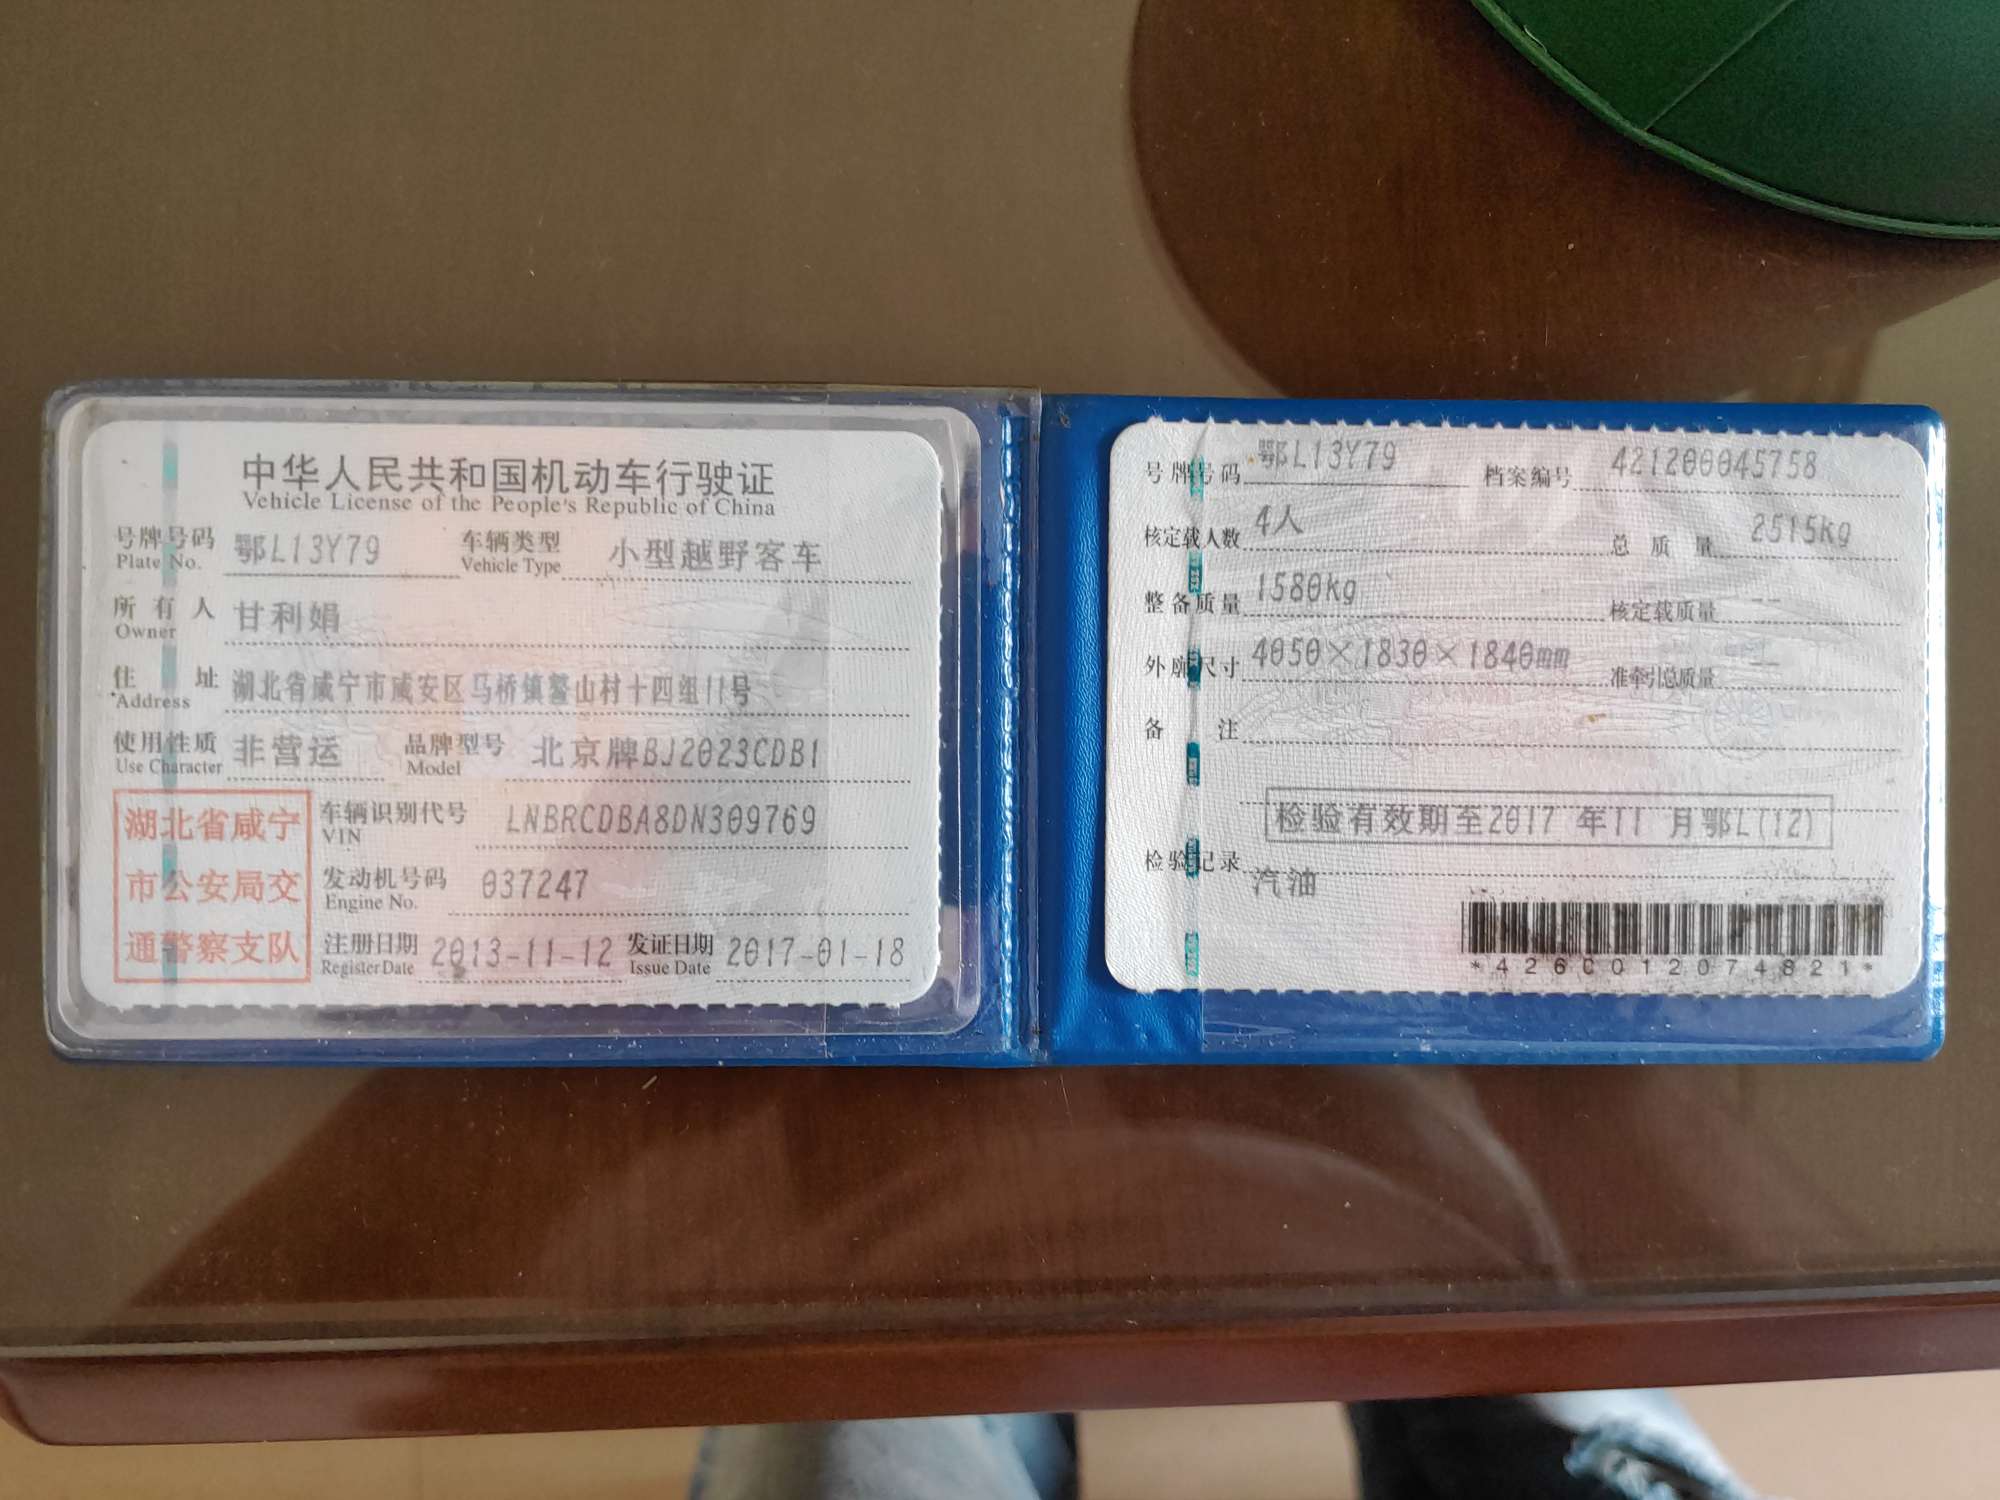 中华人民共和国机动车行驶证
Vehicle License of the People's Republic of China
号牌号码 鄂L13Y79 车辆类型 小型越野客车
Plate No. Vehicle Type
所有人 甘利娟
Owner
住址 湖北省咸宁市咸安区马桥镇鳌山村十四组11号
Address
使用性质 非营运 品牌型号 北京牌BJ2023CDB1
Use Character Model
湖北省咸宁
市公安局交
通警察支队
车辆识别代号 LNBRCDBA8DN309769
VIN
发动机号码 037247
Engine No.
注册日期 2013-11-12 发证日期 2017-01-18
Register Date Issue Date
号牌号码 鄂L13Y79 档案编号 421200045758
核定载人数 4人 总质量 2515kg
整备质量 1580kg 核定载质量 --
外廓尺寸 4050×1830×1840mm 准牵引总质量 --
备注
检验有效期至2017 年11 月鄂L(12)
检验记录
汽油
*426C012074821*